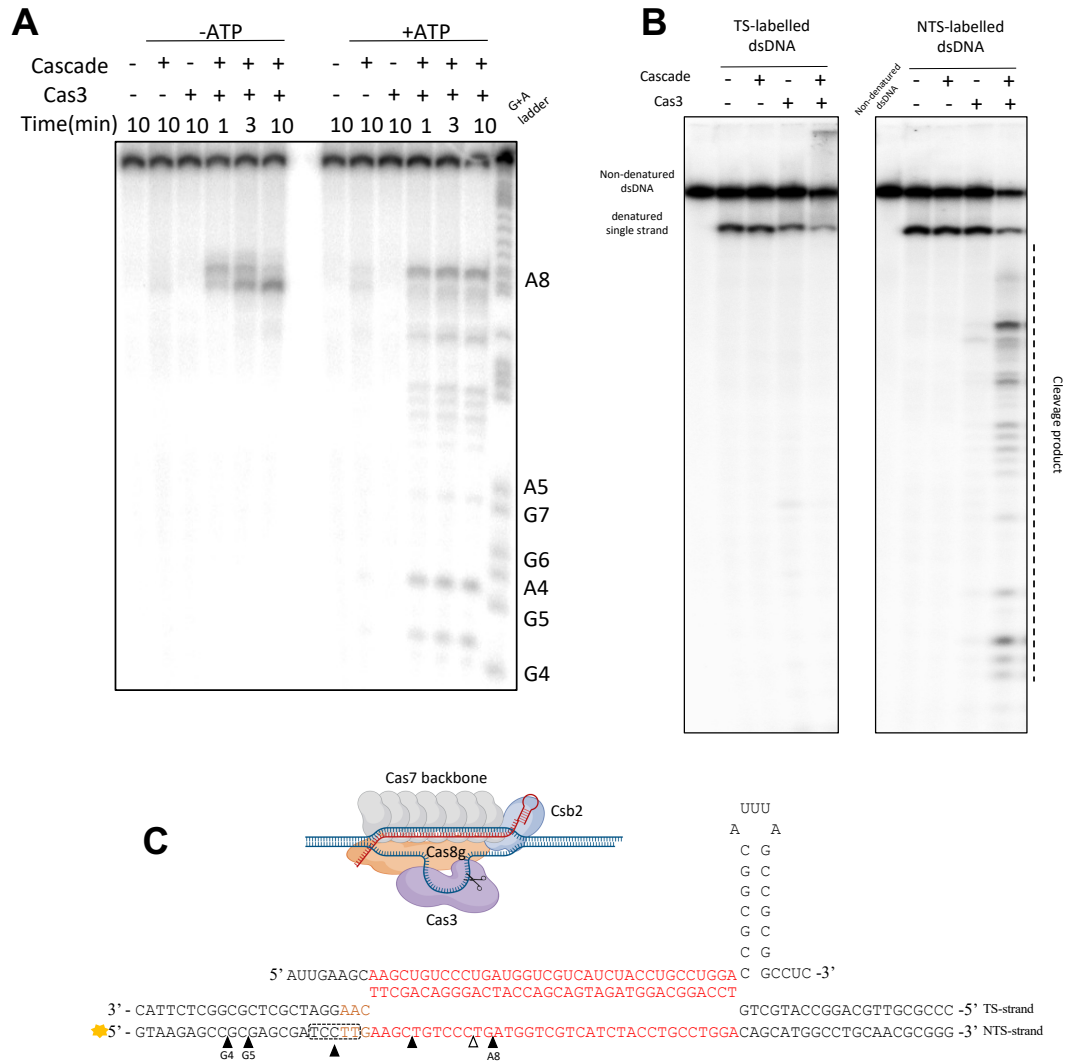 A
-ATP +ATP
Cascade - + - + + + - + - + + +
Cas3 - - + + + + - - + + + +
Time(min) 10 10 10 1 3 10 10 10 10 1 3 10
G+A ladder
A8
A5
G7
G6
A4
G5
G4
B
TS-labelled dsDNA
NTS-labelled dsDNA
Cascade - + - + - + - +
Cas3 - - + + - - + +
Non-denatured dsDNA
Non-denatured dsDNA
denatured single strand
Cleavage product
C
Cas7 backbone
Csb2
Cas8g
Cas3
UUU
A A
C G
G C
G C
C G
G C
C G
5’ AUUGAAGCAAGCUGUCCCUGAUGGUCGUCAUCUACCUGCCUGGA C GCCUC -3’
TTCGACAGGGACTACCAGCAGTAGATGGACGGACCT
3’ - CATTCTCGGCGCTCGCTAGGAAC GTCGTACCGGACGTTGCGCCC - 5’ TS-strand
5’ - GTAAGAGCCGCGAGCGATCCTTGAAGCTGTCCCTGATGGTCGTCATCTACCTGCCTGGACAGCATGGCCTGCAACGCGGG - 3’ NTS-strand
G4 G5 A8